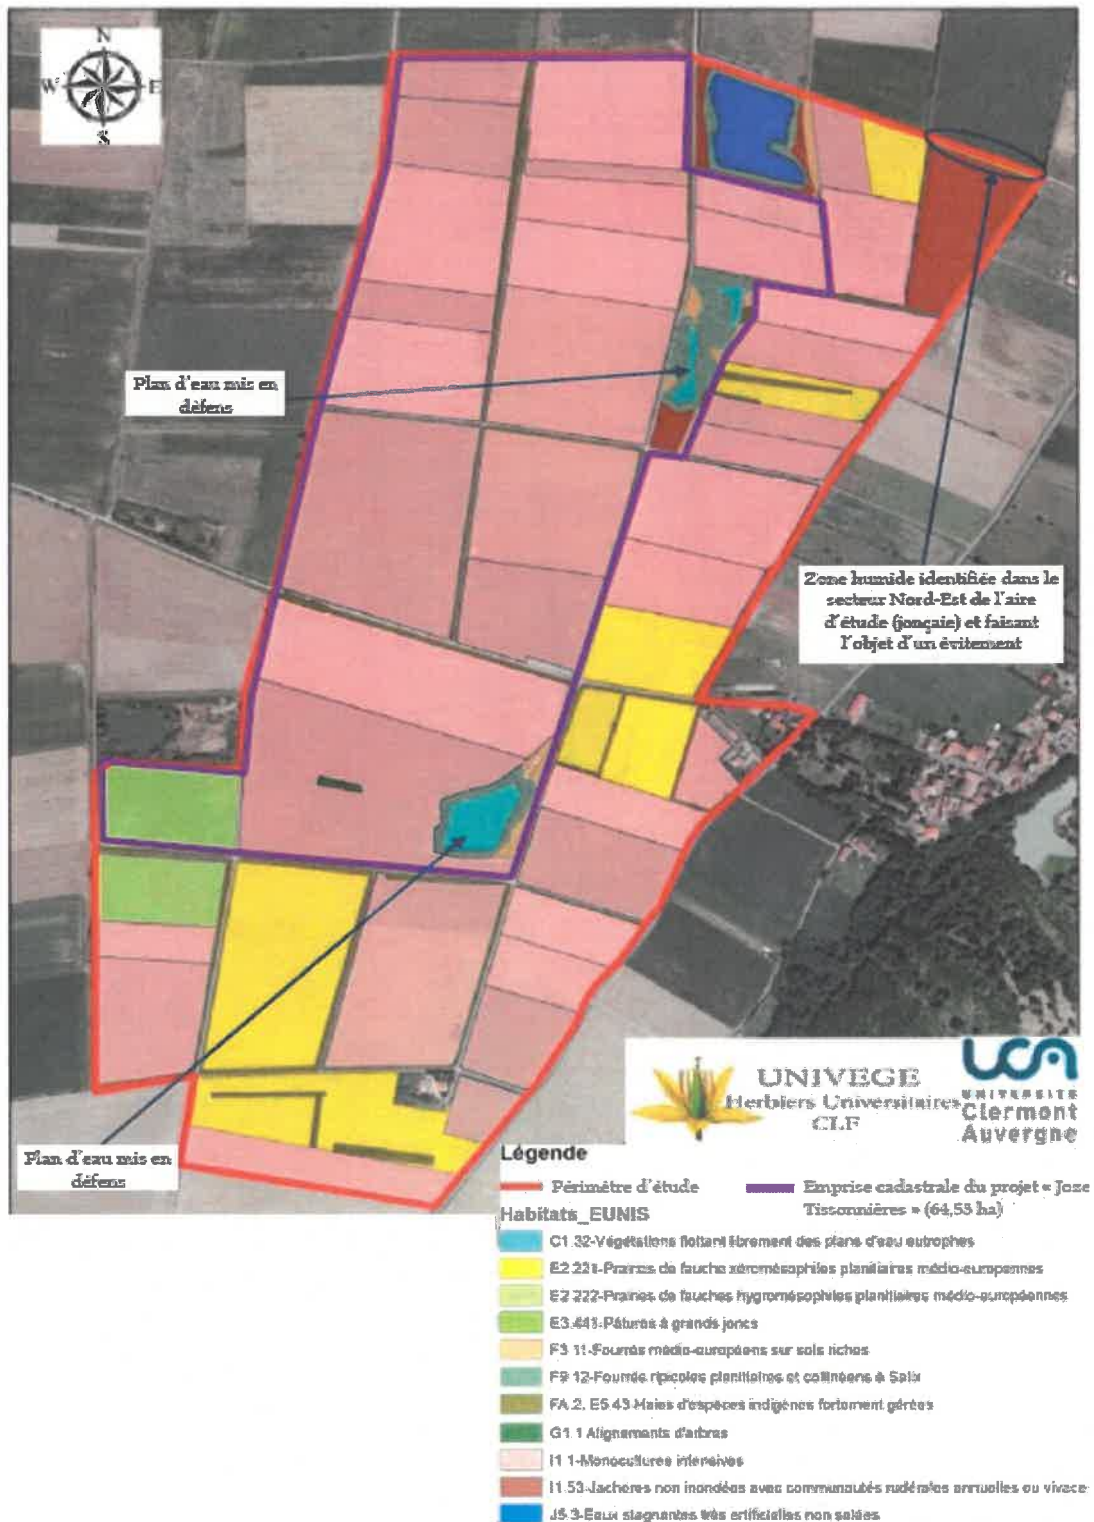 N
W E
S
Plan d'eau mis en
défens
Zone humide identifiée dans le
secteur Nord-Est de l'aire
d'étude (jonçaie) et faisant
l'objet d'un évitement
Plan d'eau mis en
défens
UNIVEGE
Herbiers Universitaires
CLF
UCA
UNIVERSITÉ
Clermont
Auvergne
Légende
Périmètre d'étude
Emprise cadastrale du projet « Joze
Tissonnières » (64,53 ha)
Habitats_EUNIS
C1.32-Végétations flottant librement des plans d'eau eutrophes
E2.221-Prairies de fauche xéromésophiles planitiaires médio-européennes
E2.222-Prairies de fauches hygromésophiles planitiaires médio-européennes
E3.441-Pâtures à grands joncs
F3.11-Fourrés médio-européens sur sols riches
F9.12-Fourrés ripicoles planitiaires et collinéens à Salix
FA.2, E5.43-Haies d'espèces indigènes fortement gérées
G1.1 Alignements d'arbres
I1.1-Monocultures intensives
I1.53-Jachères non inondées avec communautés rudérales annuelles ou vivace
J5.3-Eaux stagnantes très artificielles non salées